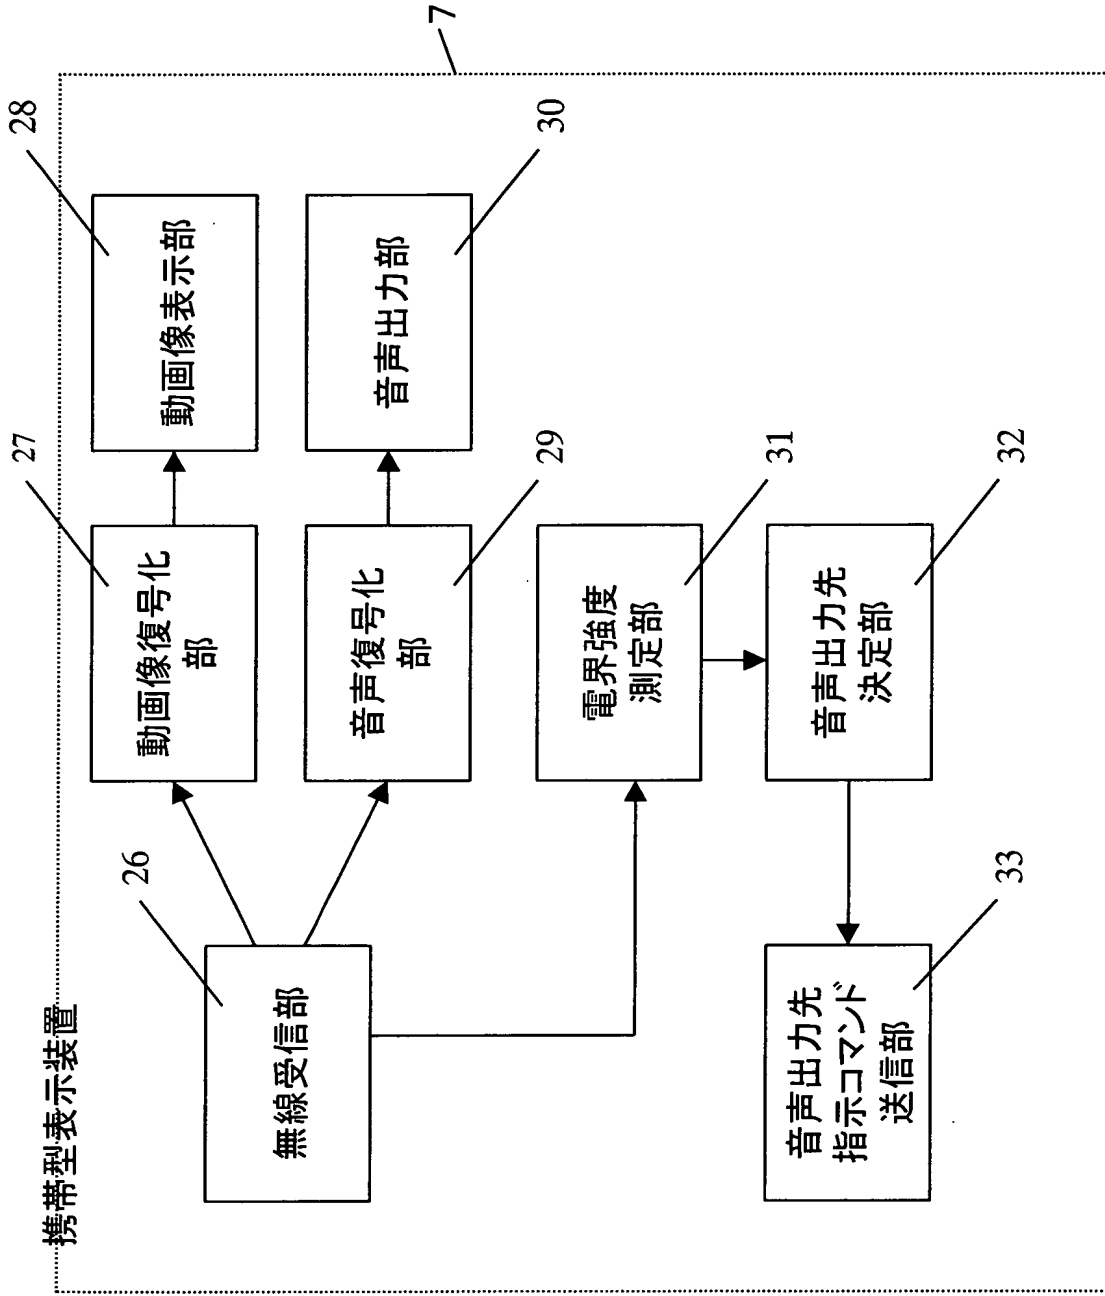 携帯型表示装置
7
26
無線受信部
27
動画像復号化
部
28
動画像表示部
29
音声復号化
部
30
音声出力部
31
電界強度
測定部
32
音声出力先
決定部
33
音声出力先
指示コマンド
送信部